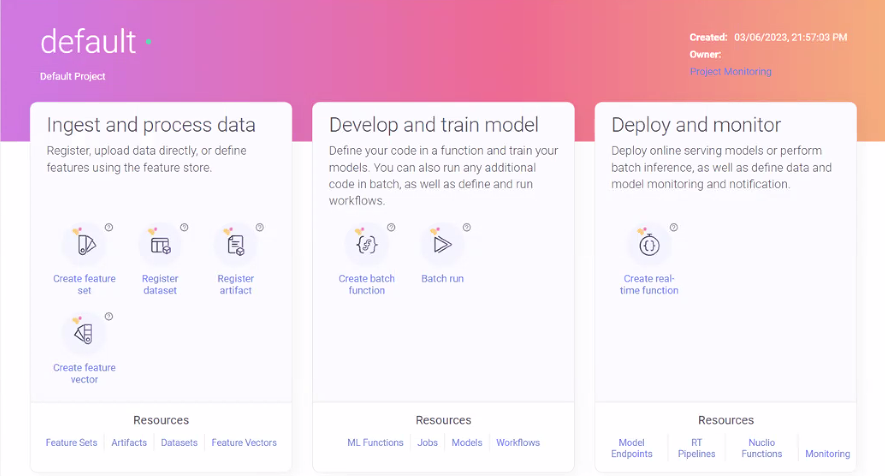 default
Default Project
Created: 03/06/2023, 21:57:03 PM
Owner:
Project Monitoring
Ingest and process data
Register, upload data directly, or define
features using the feature store.
Create feature
set
Register
dataset
Register
artifact
Create feature
vector
Resources
Feature Sets
Artifacts
Datasets
Feature Vectors
Develop and train model
Define your code in a function and train your
models. You can also run any additional
code in batch, as well as define and run
workflows.
Create batch
function
Batch run
Resources
ML Functions
Jobs
Models
Workflows
Deploy and monitor
Deploy online serving models or perform
batch inference, as well as define data and
model monitoring and notification.
Create real-
time function
Resources
Model
Endpoints
RT
Pipelines
Nuclio
Functions
Monitoring